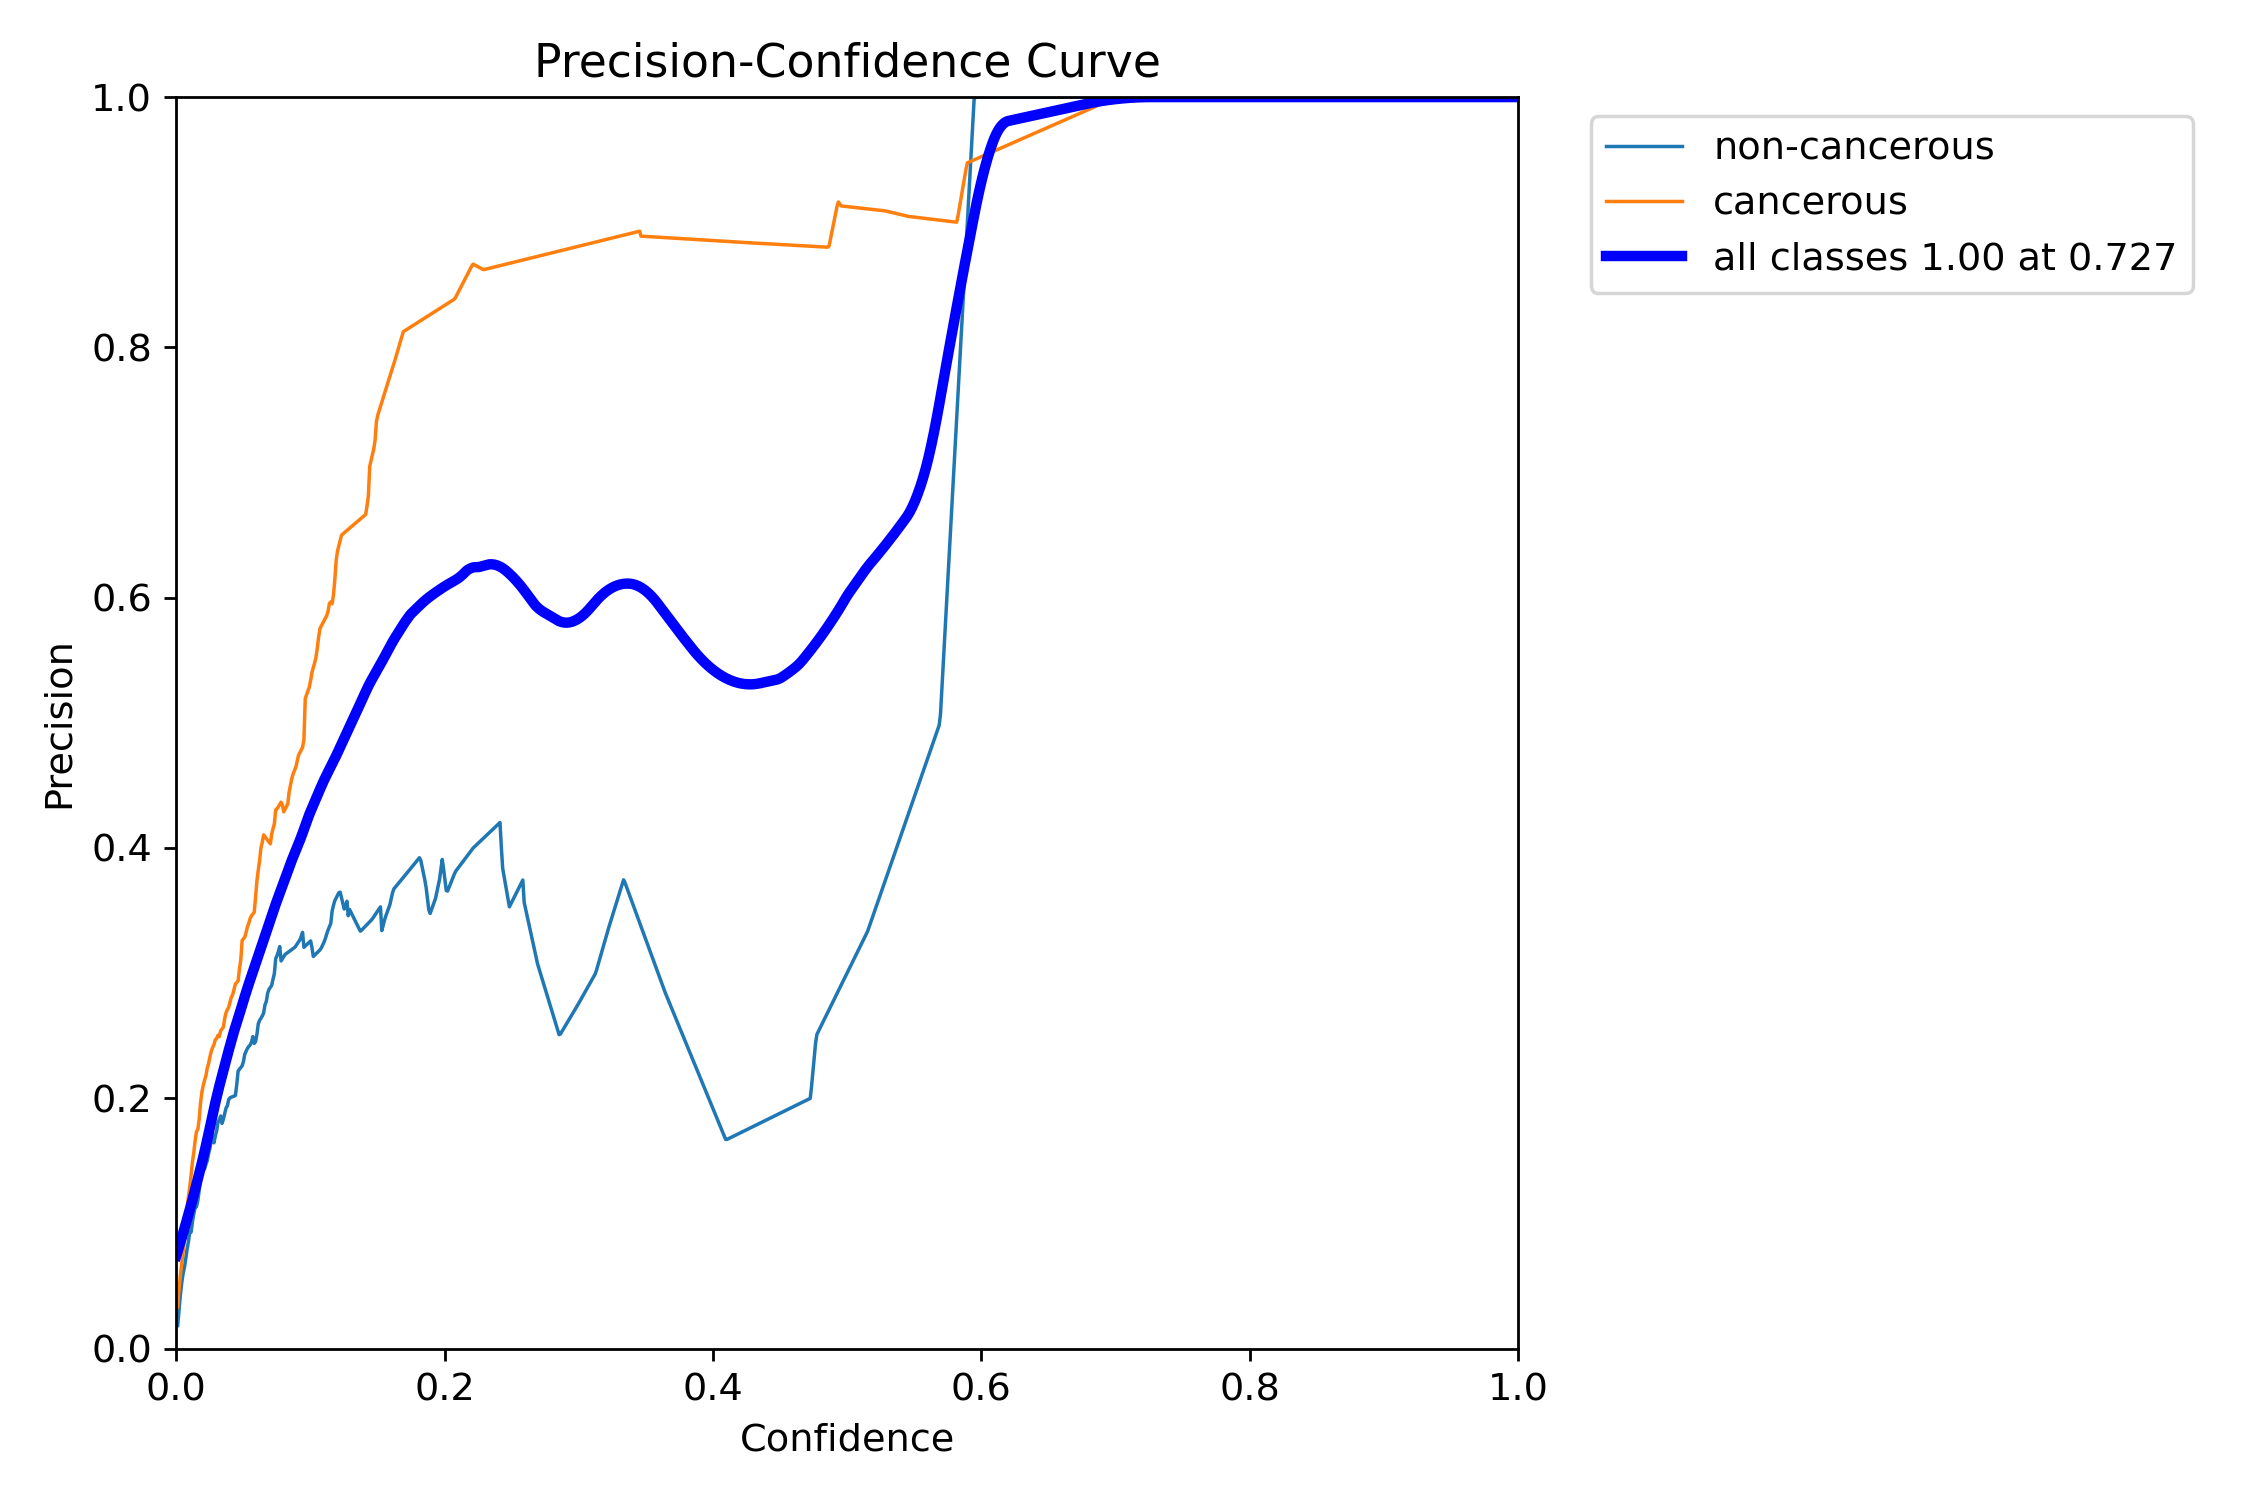 Precision-Confidence Curve
1.0
0.8
0.6
0.4
0.2
0.0
Precision
0.0 0.2 0.4 0.6 0.8 1.0
Confidence
non-cancerous
cancerous
all classes 1.00 at 0.727